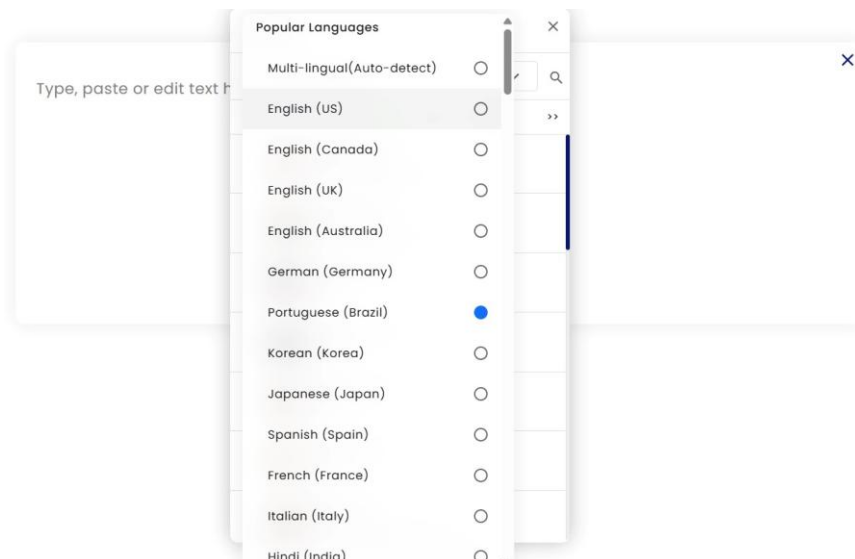 Popular Languages
Multi-lingual(Auto-detect)
Type, paste or edit text h
English (US)
>>
English (Canada)
English (UK)
English (Australia)
German (Germany)
Portuguese (Brazil)
Korean (Korea)
Japanese (Japan)
Spanish (Spain)
French (France)
Italian (Italy)
Hindi (India)